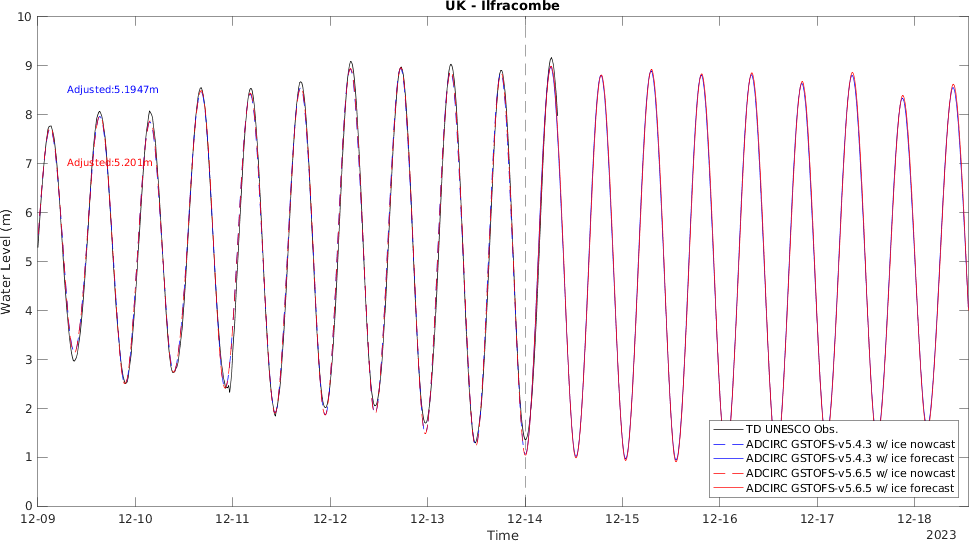 UK - Ilfracombe
10
9
8
7
6
5
4
3
2
1
0
Water Level (m)
Adjusted:5.1947m
Adjusted:5.201m
TD UNESCO Obs.
ADCIRC GSTOFS-v5.4.3 w/ ice nowcast
ADCIRC GSTOFS-v5.4.3 w/ ice forecast
ADCIRC GSTOFS-v5.6.5 w/ ice nowcast
ADCIRC GSTOFS-v5.6.5 w/ ice forecast
12-09 12-10 12-11 12-12 12-13 12-14 12-15 12-16 12-17 12-18
Time
2023